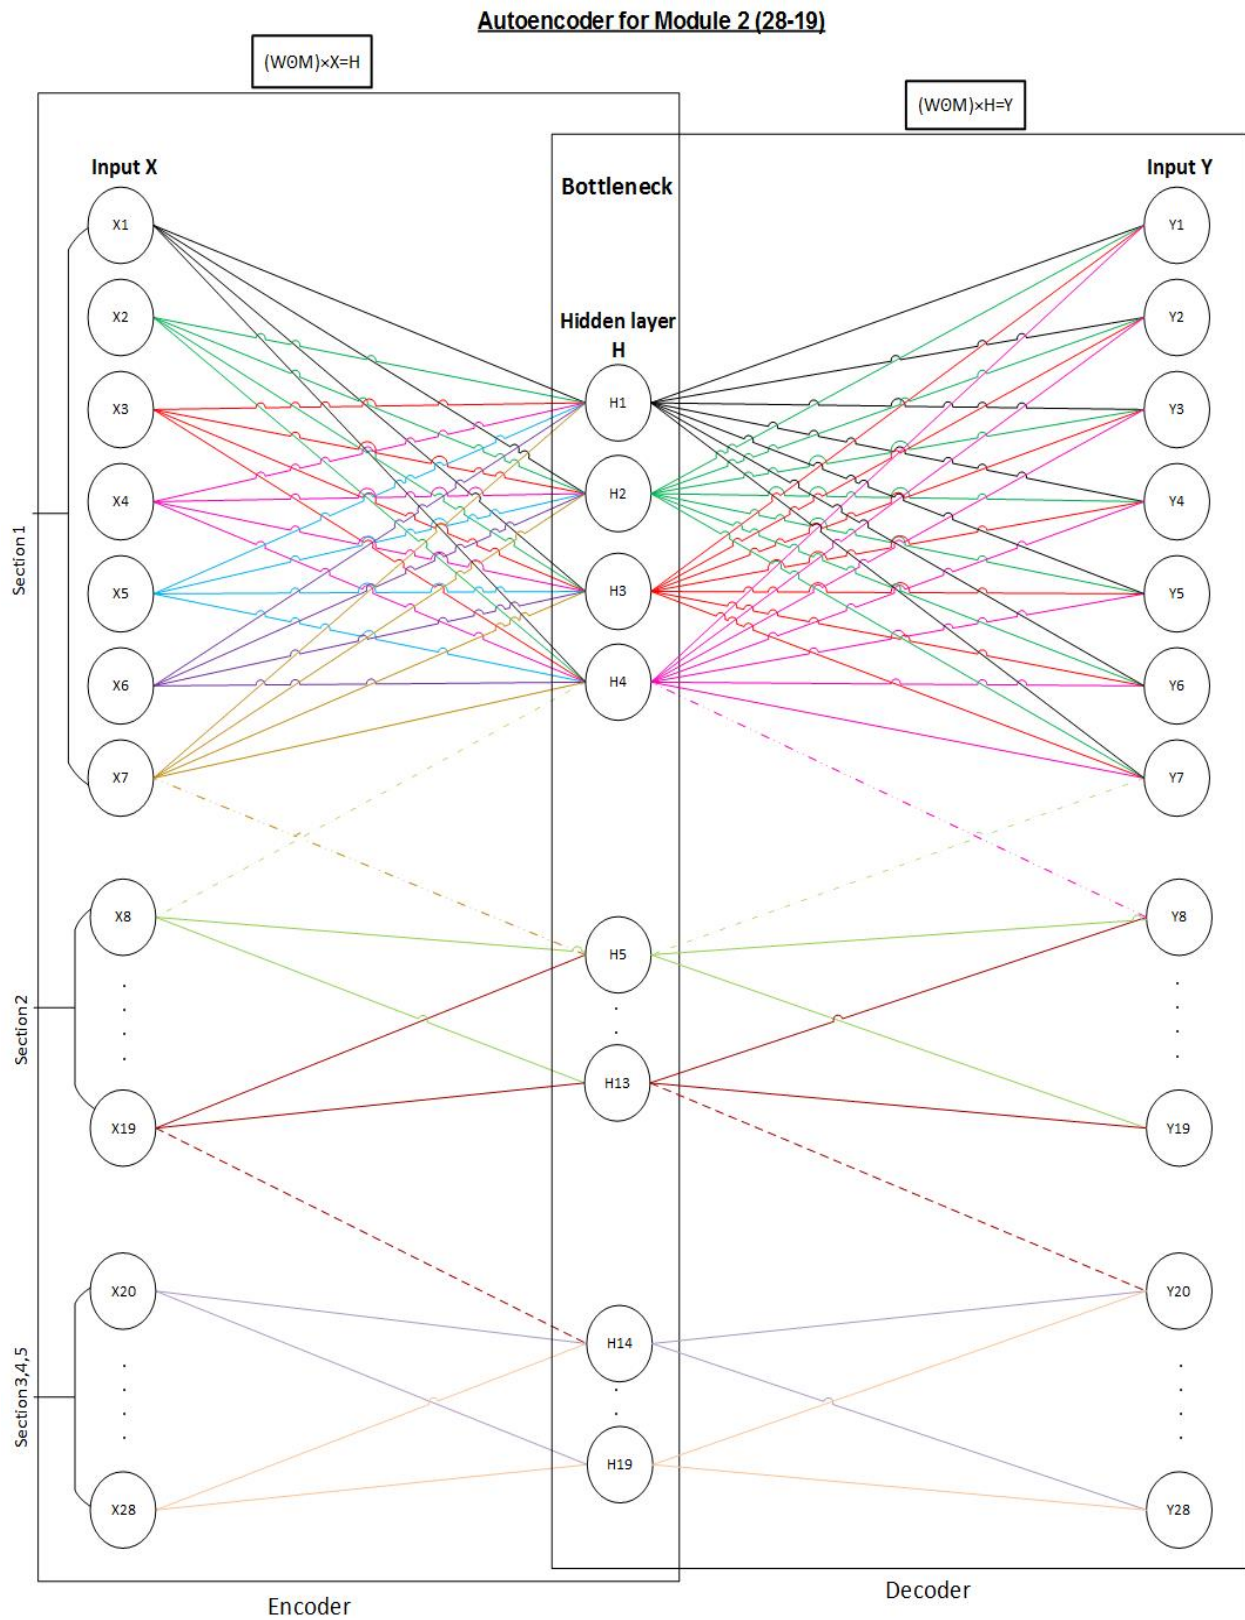 Autoencoder for Module 2 (28-19)
(WʘM)×X=H
(WʘM)×H=Y
Input X
Bottleneck
Input Y
Hidden layer
H
X1
X2
X3
X4
X5
X6
X7
X8
X19
X20
X28
Section1
Section2
Section3,4,5
H1
H2
H3
H4
H5
H13
H14
H19
Y1
Y2
Y3
Y4
Y5
Y6
Y7
Y8
Y19
Y20
Y28
Encoder
Decoder